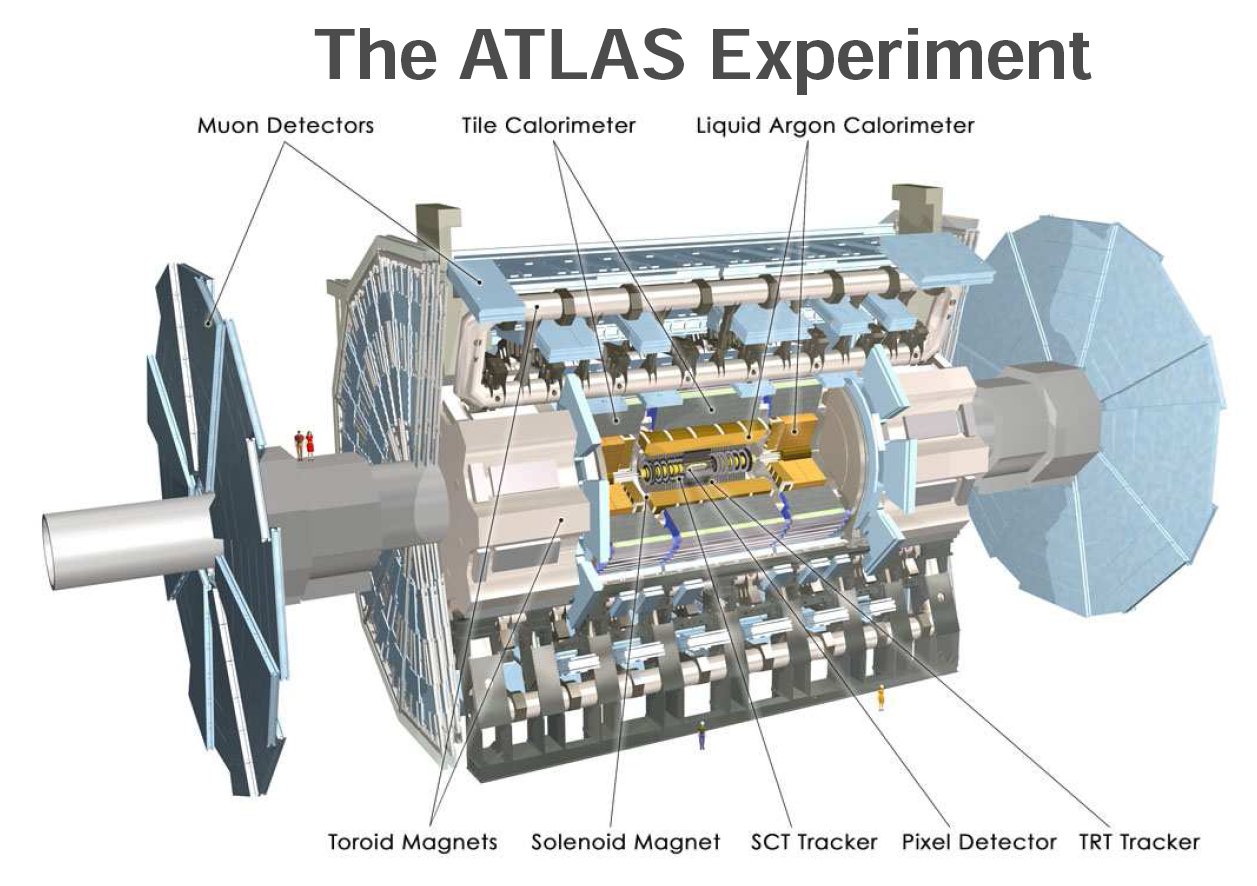 The ATLAS Experiment
Muon Detectors
Tile Calorimeter
Liquid Argon Calorimeter
Toroid Magnets
Solenoid Magnet
SCT Tracker
Pixel Detector
TRT Tracker